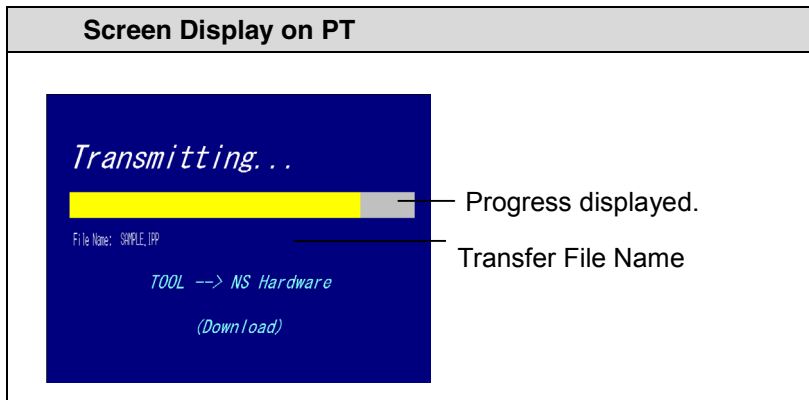 Screen Display on PT
Transmitting...
Progress displayed.
File Name: SAMPLE.IPP
Transfer File Name
TOOL --> NS Hardware
(Download)